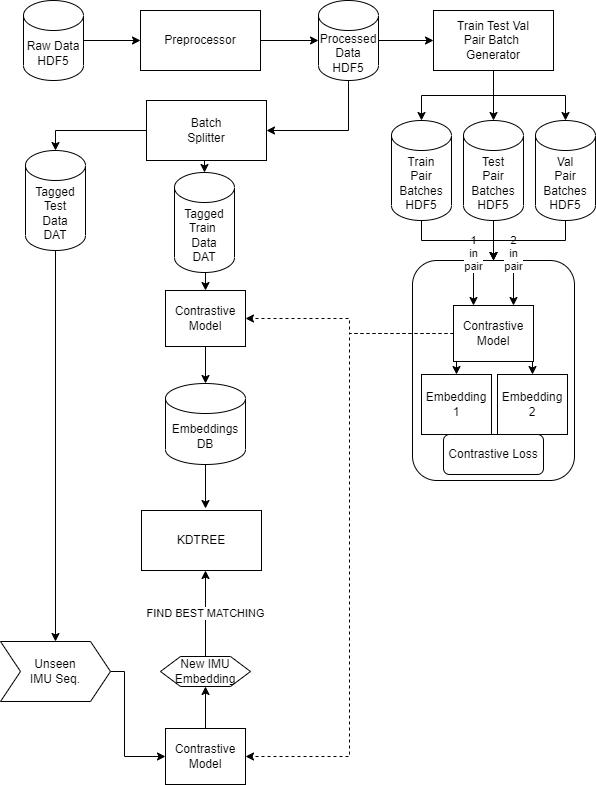 Raw Data
HDF5
Preprocessor
Processed
Data
HDF5
Train Test Val
Pair Batch
Generator
Batch
Splitter
Train
Pair
Batches
HDF5
Test
Pair
Batches
HDF5
Val
Pair
Batches
HDF5
Tagged
Test
Data
DAT
Tagged
Train
Data
DAT
1
in
pair
2
in
pair
Contrastive
Model
Contrastive
Model
Embedding
1
Embedding
2
Contrastive Loss
Embeddings
DB
KDTREE
FIND BEST MATCHING
Unseen
IMU Seq.
New IMU
Embedding
Contrastive
Model